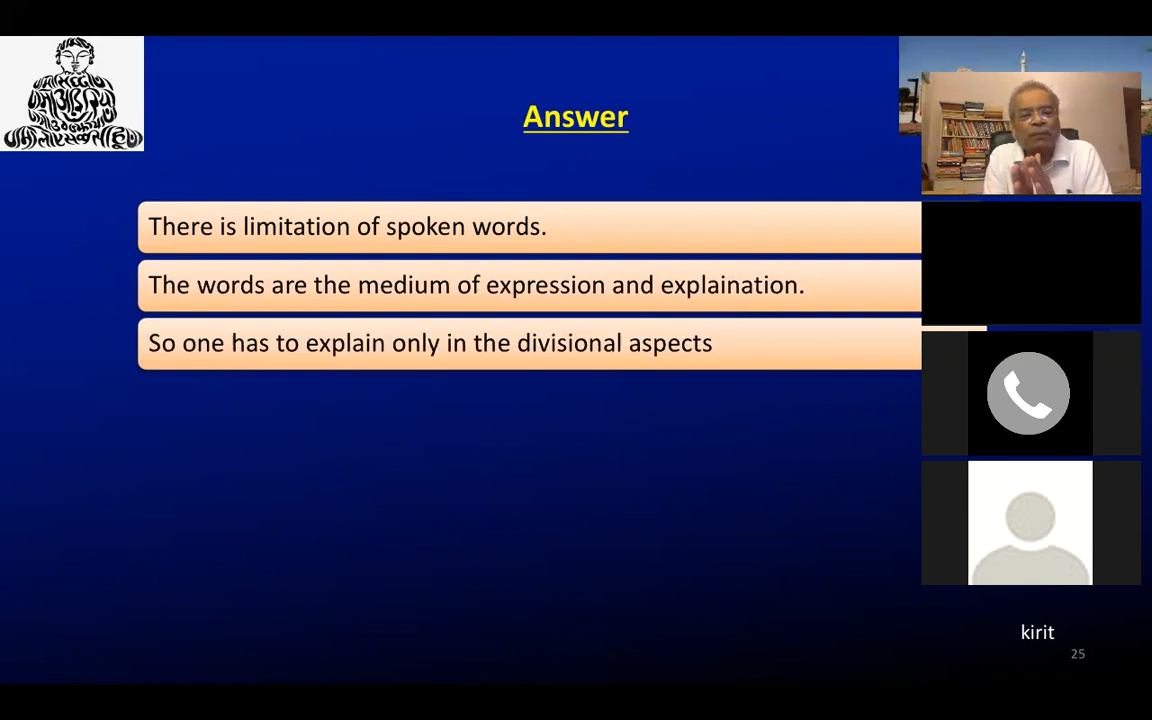 Answer
There is limitation of spoken words.
The words are the medium of expression and explaination.
So one has to explain only in the divisional aspects
kirit
25